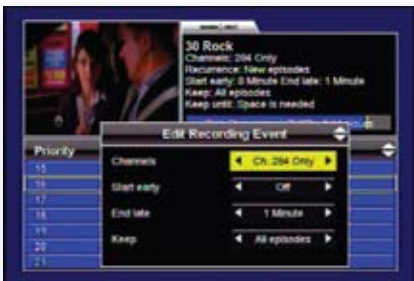 30 Rock
Channels: 284 Only
Recurrence: New episodes
Start early: 0 Minute End late: 1 Minute
Keep: All episodes
Keep until: Space is needed
Edit Recording Event
Priority
Channels
Ch. 284 Only
Start early
Off
End late
1 Minute
Keep
All episodes
15
16
17
18
19
20
21